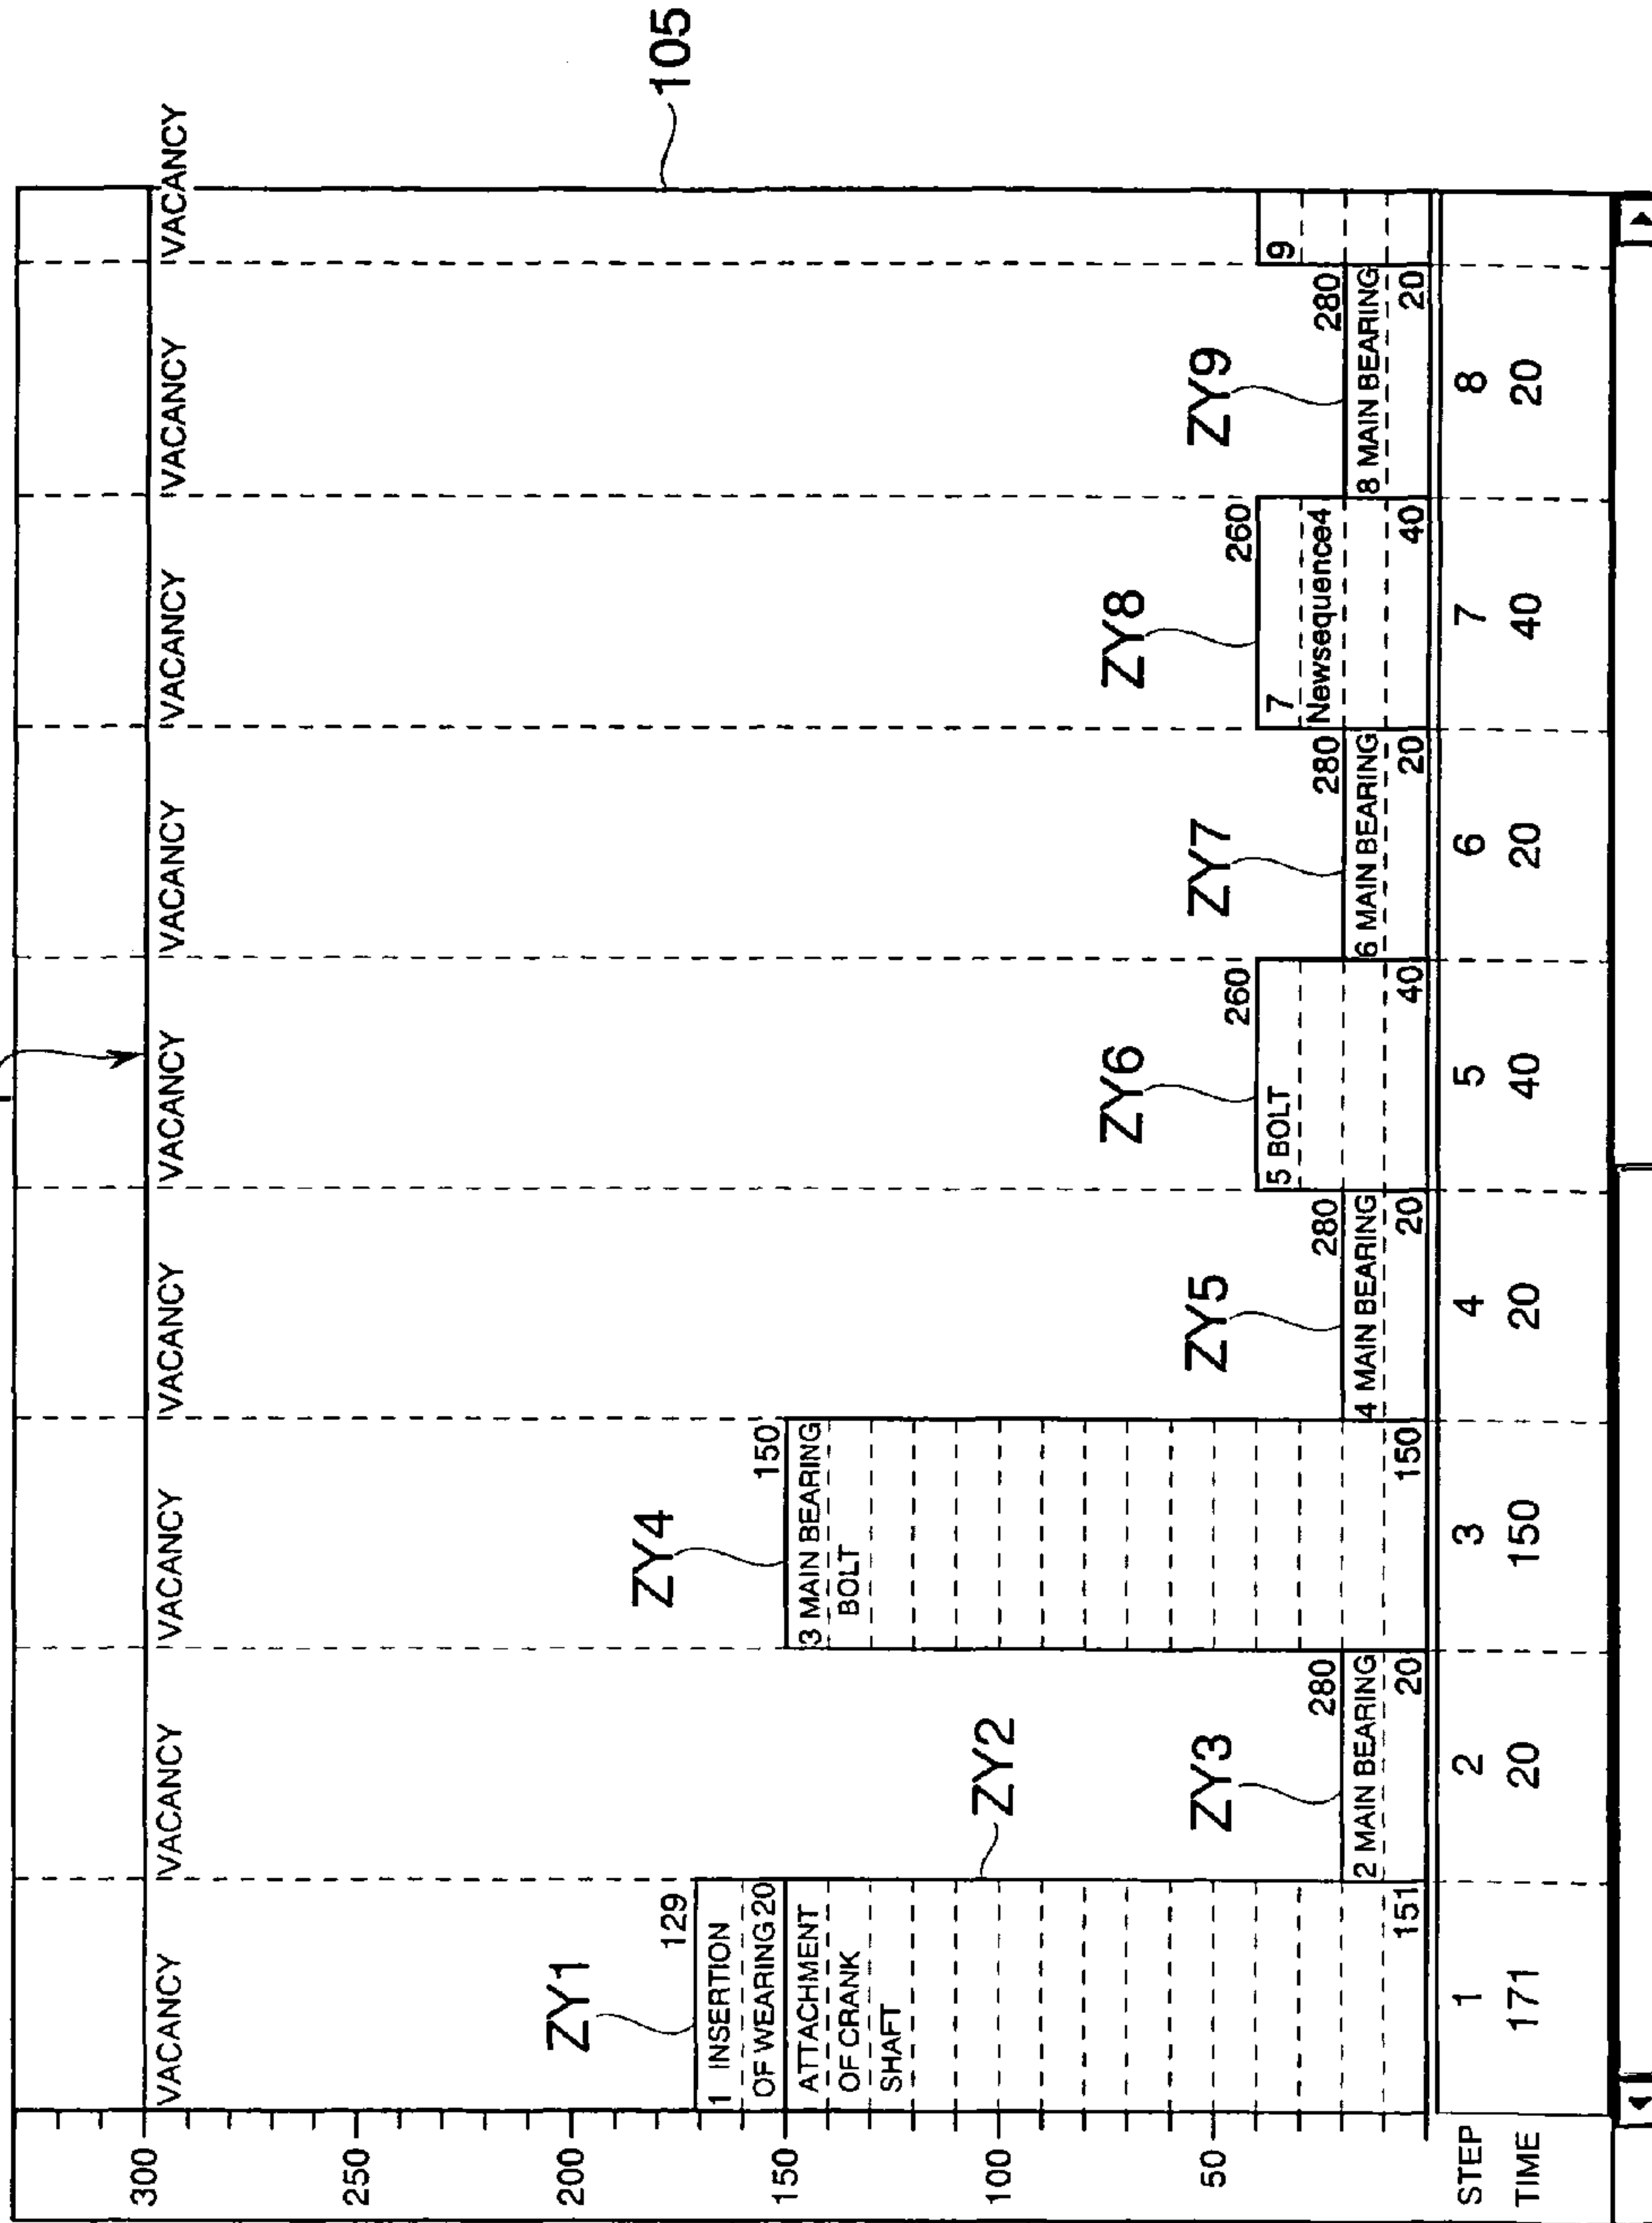 105
VACANCY VACANCY VACANCY VACANCY VACANCY VACANCY VACANCY VACANCY VACANCY
300
200
150
100
50
ZY1
129
1 INSERTION
OF WEARING 20
ATTACHMENT
OF CRANK
SHAFT
151
ZY2
ZY3
280
2 MAIN BEARING
20
ZY4
150
3 MAIN BEARING
BOLT
150
ZY5
280
4 MAIN BEARING
20
ZY6
260
5 BOLT
40
ZY7
280
6 MAIN BEARING
20
ZY8
260
7
Newsequence4
40
ZY9
280
8 MAIN BEARING
20
9
STEP 1 2 3 4 5 6 7 8
TIME 171 20 150 20 40 20 40 20